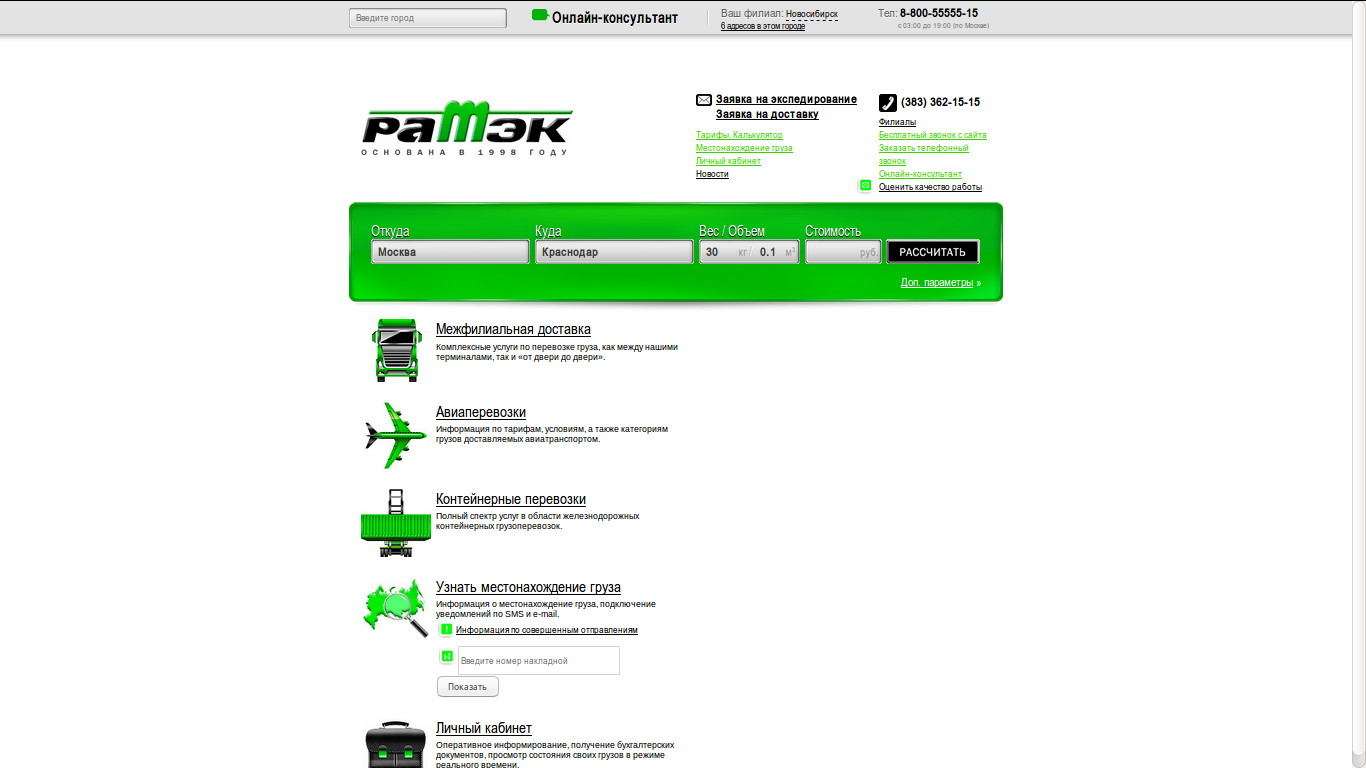 Введите город
Онлайн-консультант
Ваш филиал: Новосибирск
6 адресов в этом городе
Тел: 8-800-55555-15
с 03:00 до 19:00 (по Москве)
ратэк
ОСНОВАНА В 1998 ГОДУ
Заявка на экспедирование
Заявка на доставку
Тарифы. Калькулятор
Местонахождение груза
Личный кабинет
Новости
(383) 362-15-15
Филиалы
Бесплатный звонок с сайта
Заказать телефонный
звонок
Онлайн-консультант
Оценить качество работы
Откуда Куда Вес / Объем Стоимость
Москва Краснодар 30 кг / 0.1 м³ руб. РАССЧИТАТЬ
Доп. параметры »
Межфилиальная доставка
Комплексные услуги по перевозке груза, как между нашими
терминалами, так и «от двери до двери».
Авиаперевозки
Информация по тарифам, условиям, а также категориям
грузов доставляемых авиатранспортом.
Контейнерные перевозки
Полный спектр услуг в области железнодорожных
контейнерных грузоперевозок.
Узнать местонахождение груза
Информация о местонахождение груза, подключение
уведомлений по SMS и e-mail.
Информация по совершенным отправлениям
Введите номер накладной
Показать
Личный кабинет
Оперативное информирование, получение бухгалтерских
документов, просмотр состояния своих грузов в режиме
реального времени.